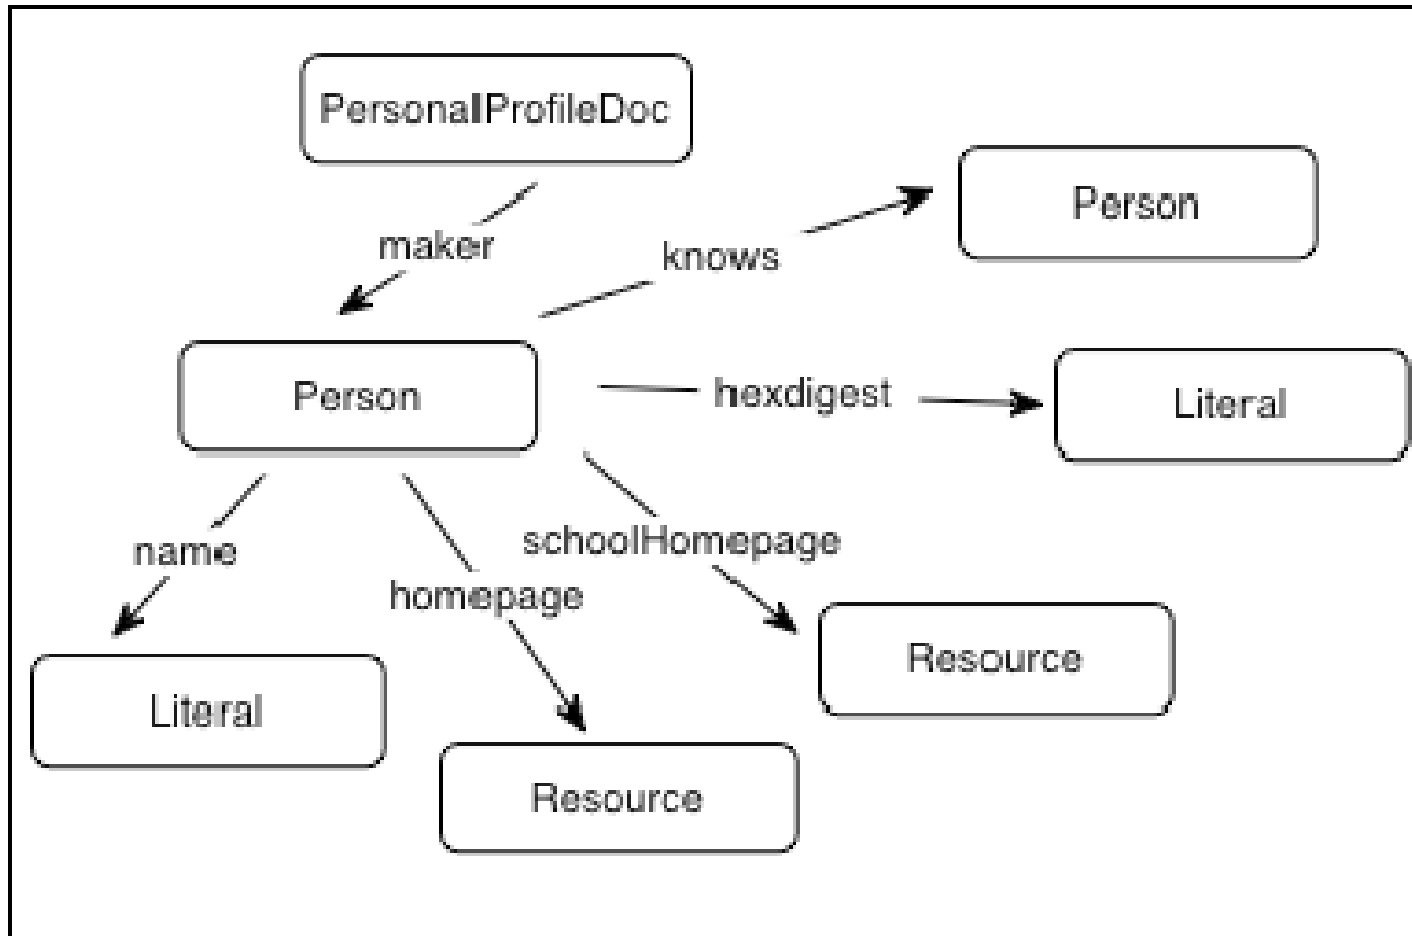 PersonalProfileDoc
maker
knows
Person
Person
hexdigest
Literal
name
schoolHomepage
homepage
Resource
Literal
Resource